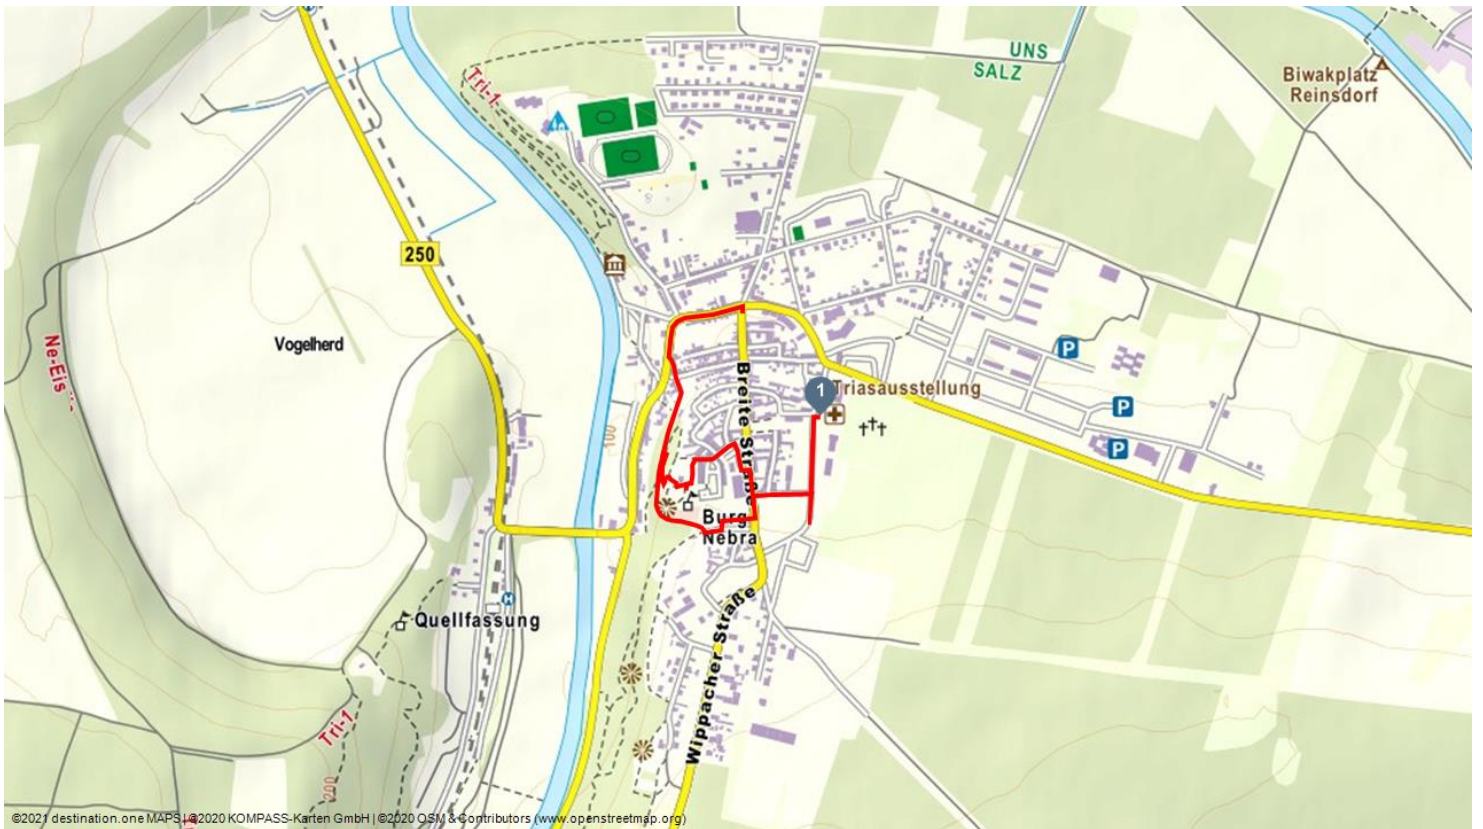 UNS
SALZ
Biwakplatz
Reinsdorf
Tri-1
250
Vogelherd
Ne-Eis
Breite Straße
1
Triasausstellung
P
P
P
100
Burg
Nebra
H
Quellfassung
Wippacher Straße
Tri-1
200
©2021 destination.one MAPS | ©2020 KOMPASS-Karten GmbH | ©2020 OSM & Contributors (www.openstreetmap.org)